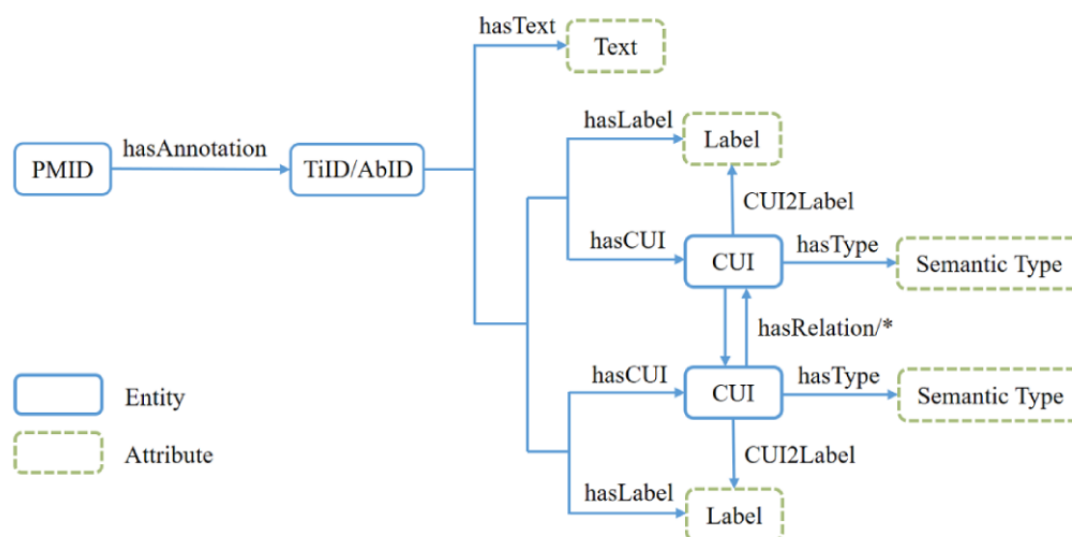 hasText
Text
hasLabel
Label
hasAnnotation
PMID
TiID/AbID
CUI2Label
hasCUI
CUI
hasType
Semantic Type
hasRelation/*
hasCUI
CUI
hasType
Semantic Type
Entity
Attribute
CUI2Label
hasLabel
Label